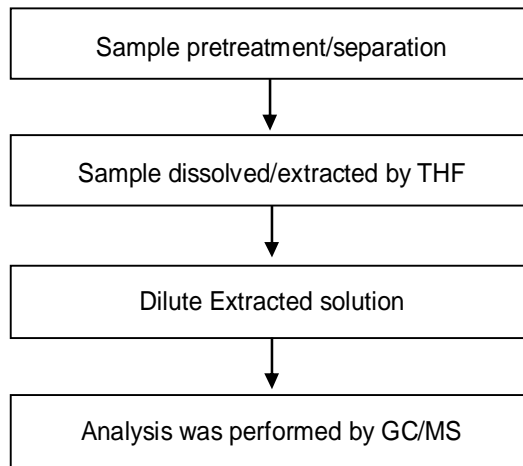 Sample pretreatment/separation
Sample dissolved/extracted by THF
Dilute Extracted solution
Analysis was performed by GC/MS